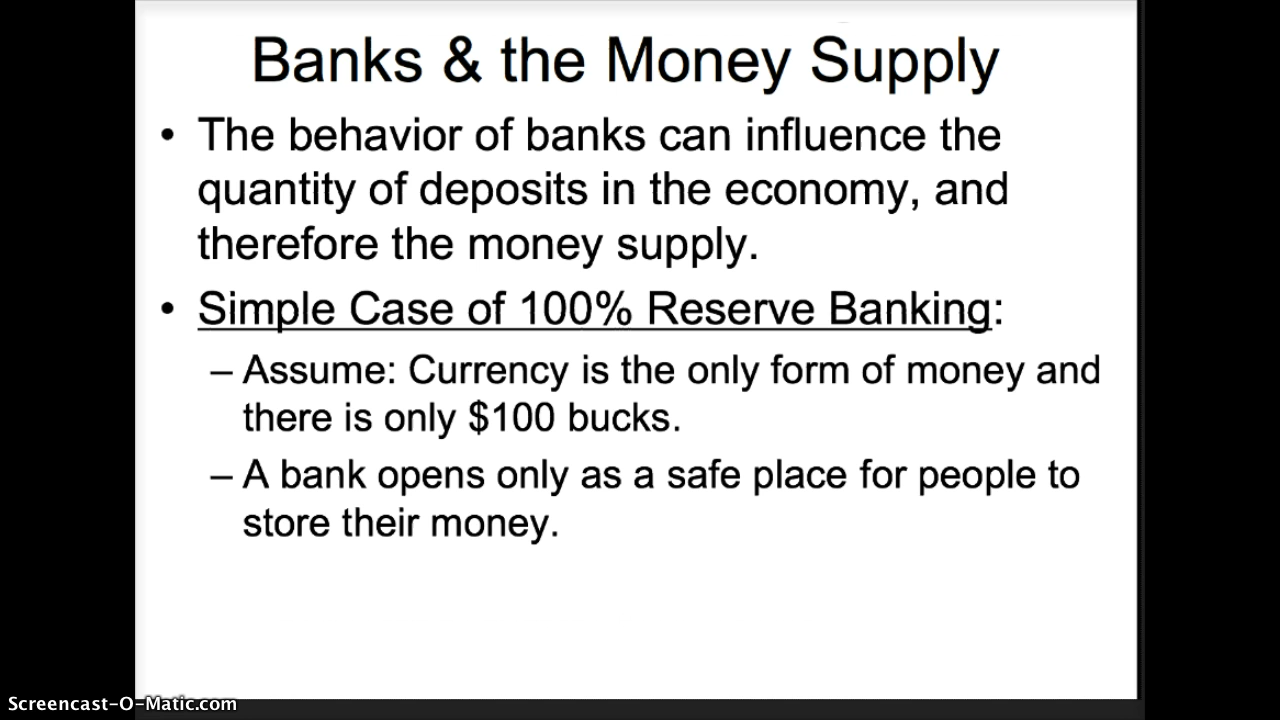 Banks & the Money Supply
• The behavior of banks can influence the
quantity of deposits in the economy, and
therefore the money supply.
• Simple Case of 100% Reserve Banking:
– Assume: Currency is the only form of money and
there is only $100 bucks.
– A bank opens only as a safe place for people to
store their money.
Screencast-O-Matic.com